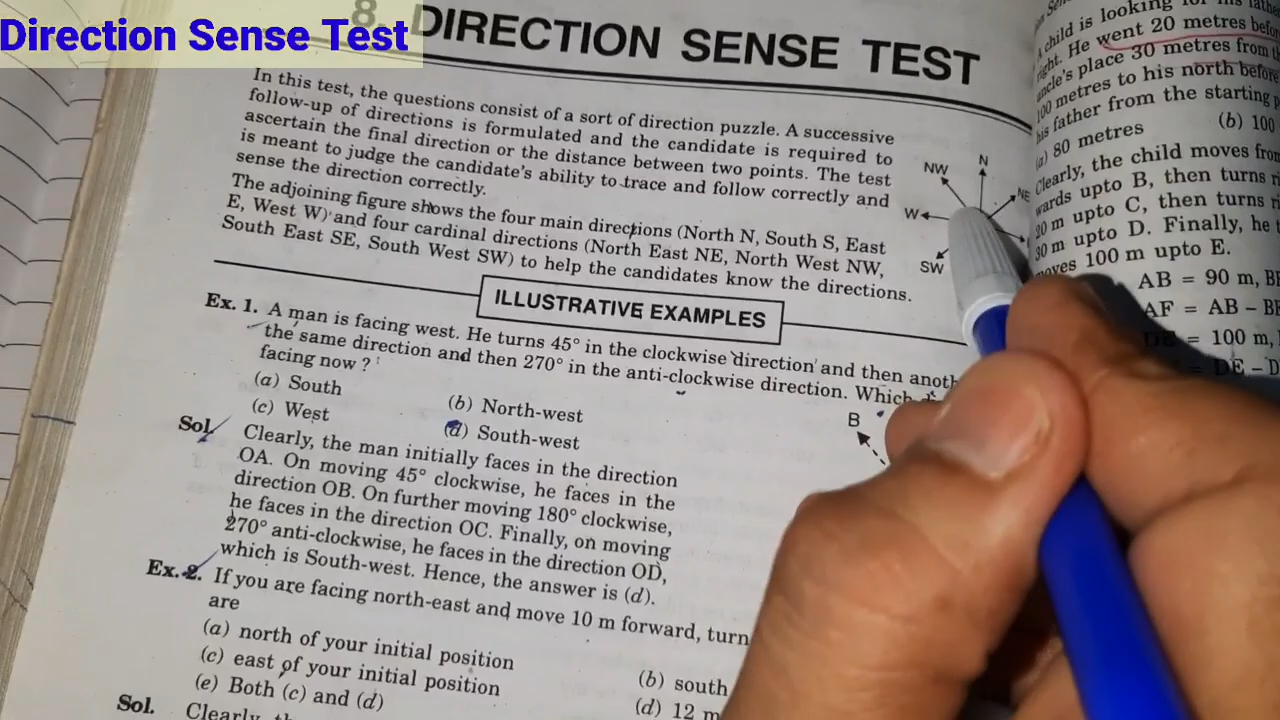 Direction Sense Test
8. DIRECTION SENSE TEST
In this test, the questions consist of a sort of direction puzzle. A successive
follow-up of directions is formulated and the candidate is required to
ascertain the final direction or the distance between two points. The test
is meant to judge the candidate's ability to trace and follow correctly and
sense the direction correctly.
The adjoining figure shows the four main directions (North N, South S, East
E, West W) and four cardinal directions (North East NE, North West NW,
South East SE, South West SW) to help the candidates know the directions.
N
NW
NE
W
SW
ILLUSTRATIVE EXAMPLES
Ex. 1. A man is facing west. He turns 45° in the clockwise direction and then
the same direction and then 270° in the anti-clockwise direction. Which
facing now ?
(a) South
(b) North-west
(c) West
(d) South-west
B
Sol. Clearly, the man initially faces in the direction
OA. On moving 45° clockwise, he faces in the
direction OB. On further moving 180° clockwise,
he faces in the direction OC. Finally, on moving
270° anti-clockwise, he faces in the direction OD,
which is South-west. Hence, the answer is (d).
Ex. 2. If you are facing north-east and move 10 m forward, turn
are
(a) north of your initial position
(b) south
(c) east of your initial position
(d) 12
(e) Both (c) and (d)
Sol. Clearly,
child is looking for his
right. He went 20 metres
uncle's place 30 metres from
100 metres to his north before
his father from the starting
(a) 80 metres
(b) 100
Clearly, the child moves from
wards upto B, then turns
20 m upto C, then turns
30 m upto D. Finally, he
moves 100 m upto E.
AB = 90 m,
AF = AB –
DE = 100 m,
DE –